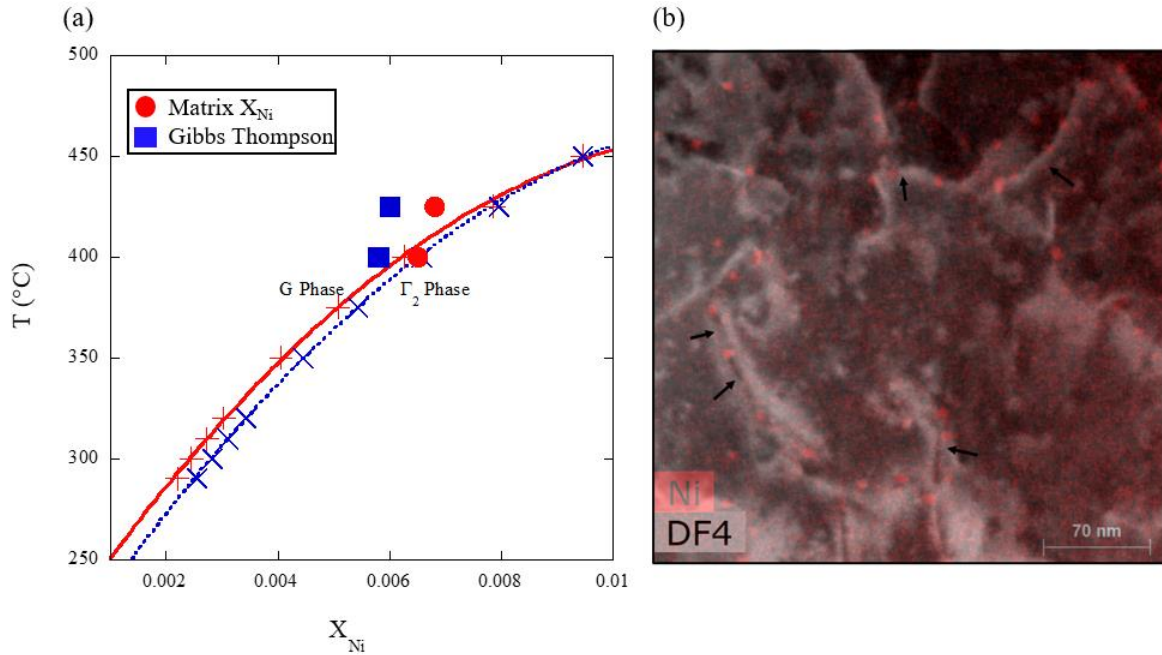 (a)
500
450
400
350
300
250
T (°C)
Matrix X_Ni
Gibbs Thompson
G Phase
Γ_2 Phase
0.002 0.004 0.006 0.008 0.01
X_Ni
(b)
Ni
DF4
70 nm